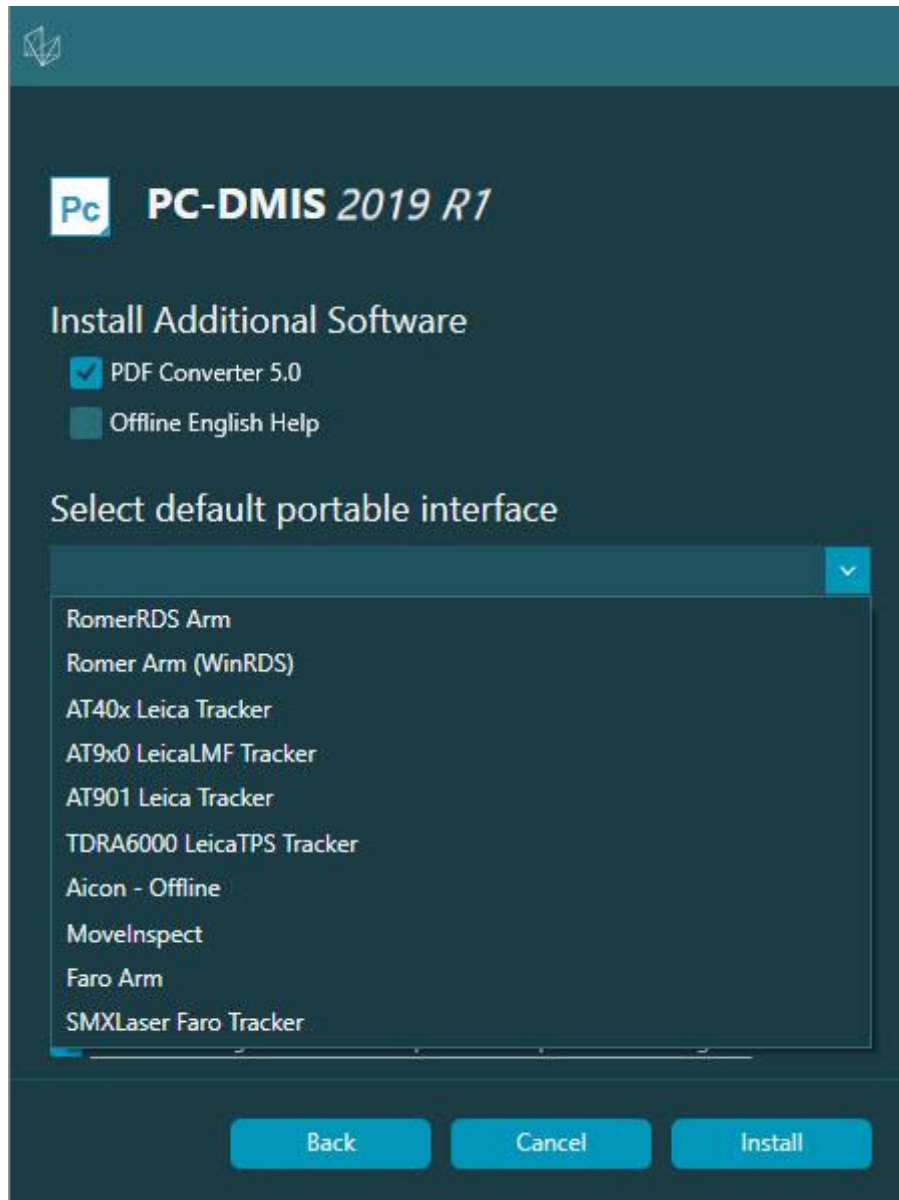 Pc PC-DMIS 2019 R1
Install Additional Software
PDF Converter 5.0
Offline English Help
Select default portable interface
RomerRDS Arm
Romer Arm (WinRDS)
AT40x Leica Tracker
AT9x0 LeicaLMF Tracker
AT901 Leica Tracker
TDRA6000 LeicaTPS Tracker
Aicon - Offline
MoveInspect
Faro Arm
SMXLaser Faro Tracker
Back Cancel Install